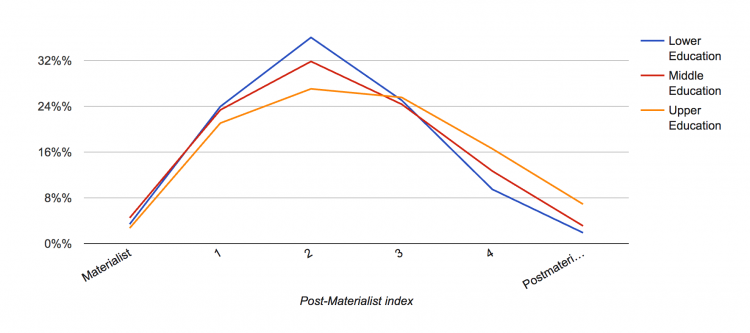 32%%
24%%
16%%
8%%
0%%
Materialist
1
2
3
4
Postmateri...
Post-Materialist index
Lower
Education
Middle
Education
Upper
Education